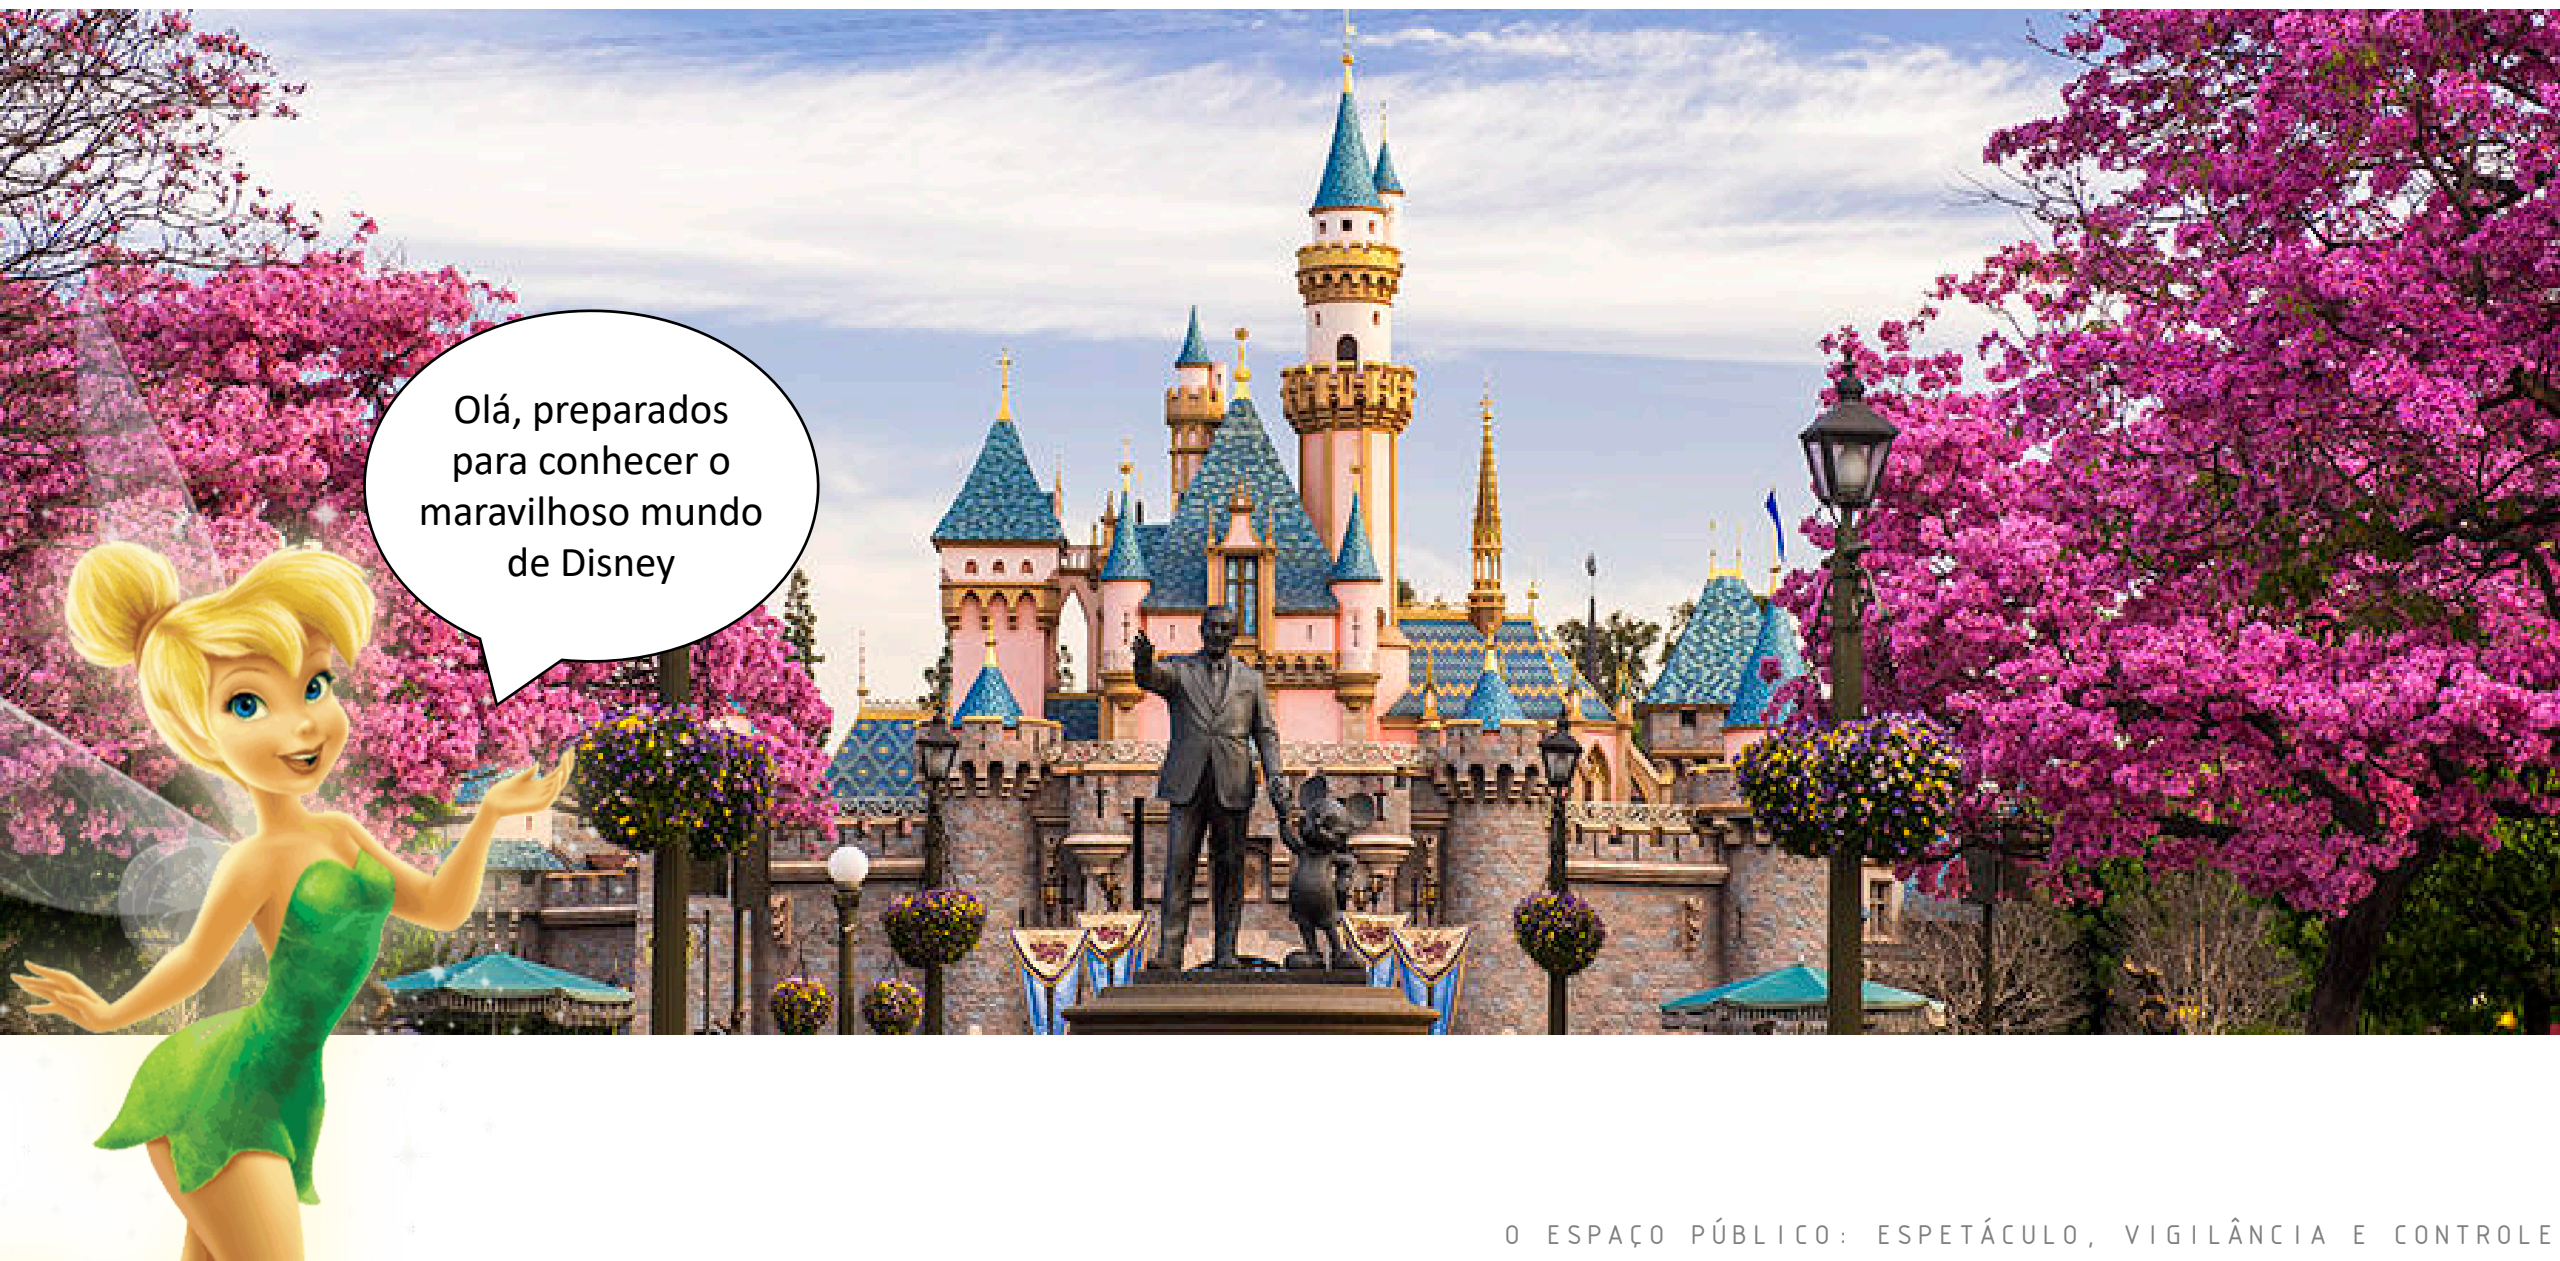 Olá, preparados
para conhecer o
maravilhoso mundo
de Disney
O ESPAÇO PÚBLICO: ESPETÁCULO, VIGILÂNCIA E CONTROLE